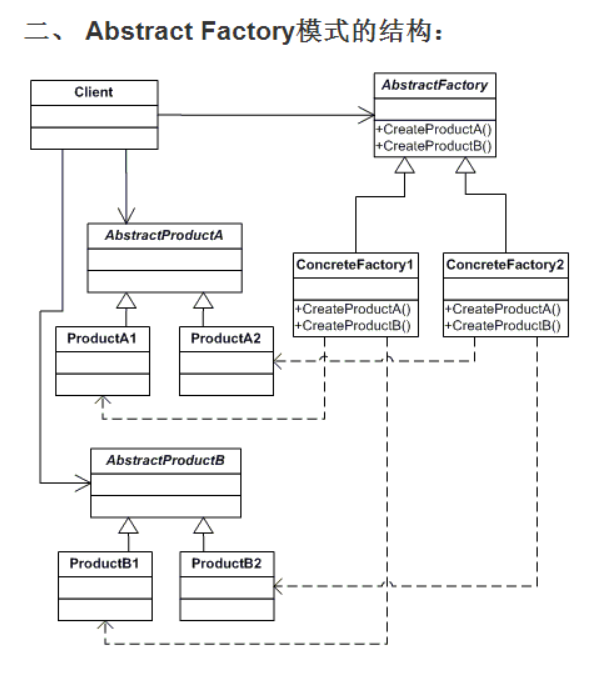 二、 Abstract Factory模式的结构：
Client
AbstractFactory
+CreateProductA()
+CreateProductB()
AbstractProductA
ConcreteFactory1
+CreateProductA()
+CreateProductB()
ConcreteFactory2
+CreateProductA()
+CreateProductB()
ProductA1
ProductA2
AbstractProductB
ProductB1
ProductB2